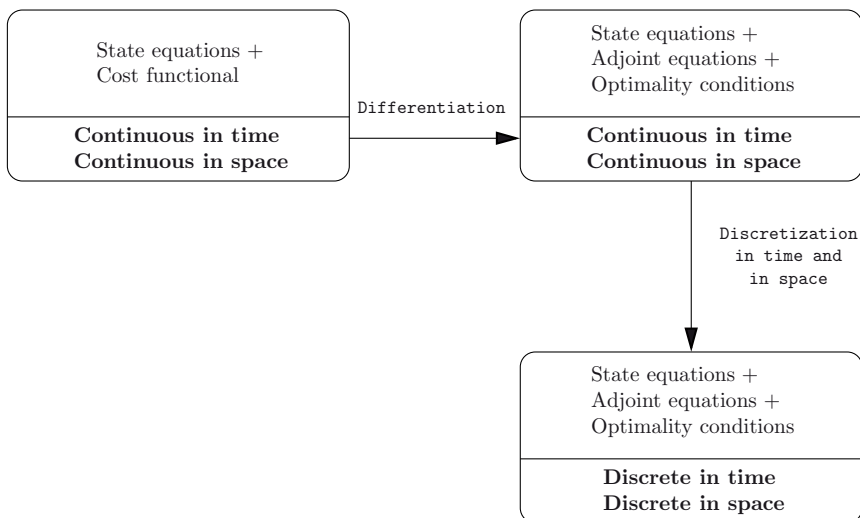 State equations +
Cost functional
Continuous in time
Continuous in space
Differentiation
State equations +
Adjoint equations +
Optimality conditions
Continuous in time
Continuous in space
Discretization
in time and
in space
State equations +
Adjoint equations +
Optimality conditions
Discrete in time
Discrete in space